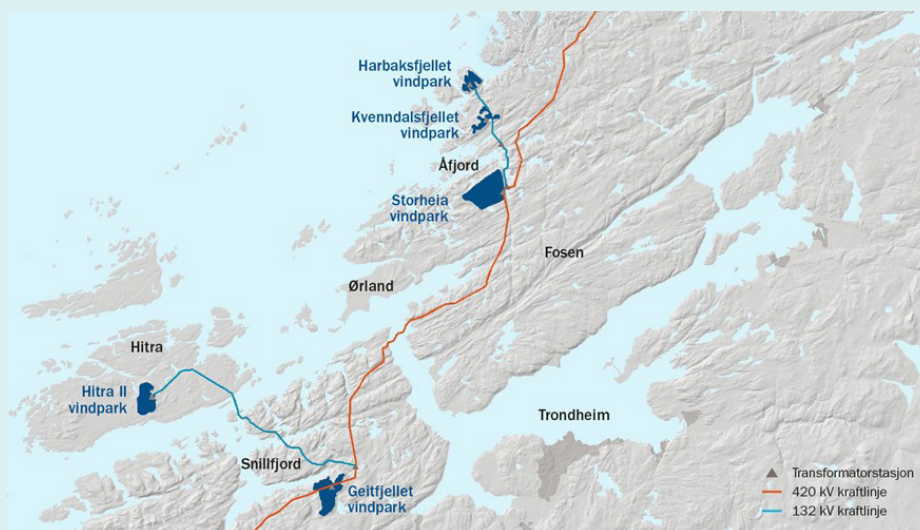 Harbaksfjellet
vindpark
Kvenndalsfjellet
vindpark
Åfjord
Storheia
vindpark
Fosen
Ørland
Hitra
Hitra II
vindpark
Trondheim
Snillfjord
Geitfjellet
vindpark
Transformatorstasjon
420 kV kraftlinje
132 kV kraftlinje